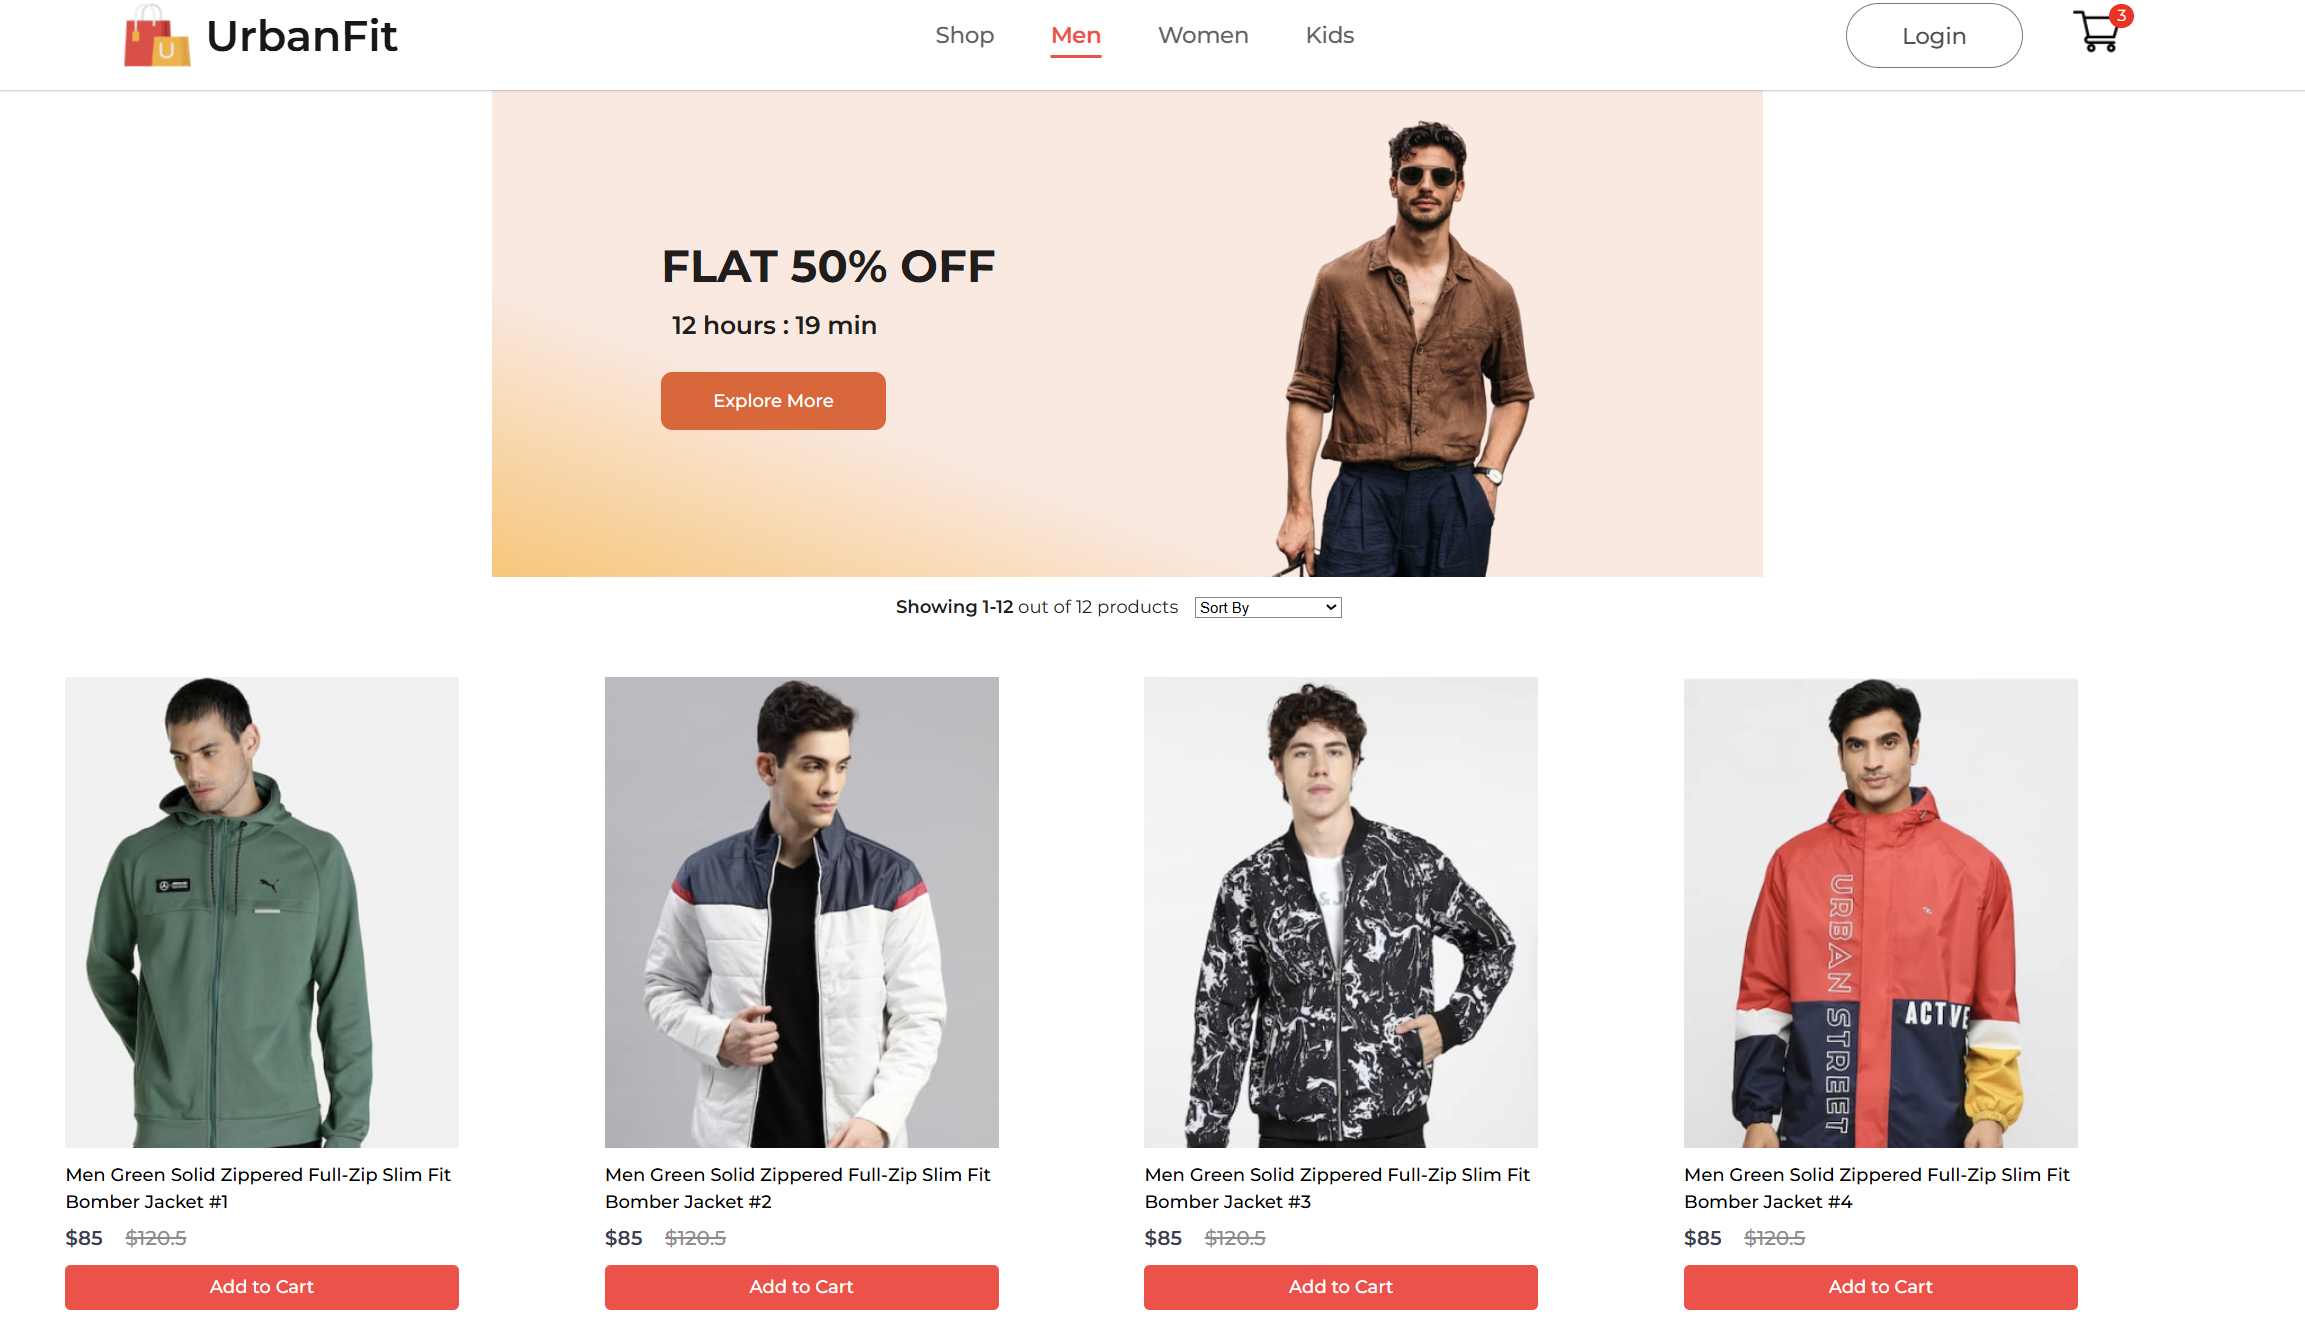 U UrbanFit
Shop Men Women Kids
Login 3
FLAT 50% OFF
12 hours : 19 min
Explore More
Showing 1-12 out of 12 products Sort By
URBAN STREET
ACTIVE
Men Green Solid Zippered Full-Zip Slim Fit
Bomber Jacket #1
$85 $120.5
Add to Cart
Men Green Solid Zippered Full-Zip Slim Fit
Bomber Jacket #2
$85 $120.5
Add to Cart
Men Green Solid Zippered Full-Zip Slim Fit
Bomber Jacket #3
$85 $120.5
Add to Cart
Men Green Solid Zippered Full-Zip Slim Fit
Bomber Jacket #4
$85 $120.5
Add to Cart